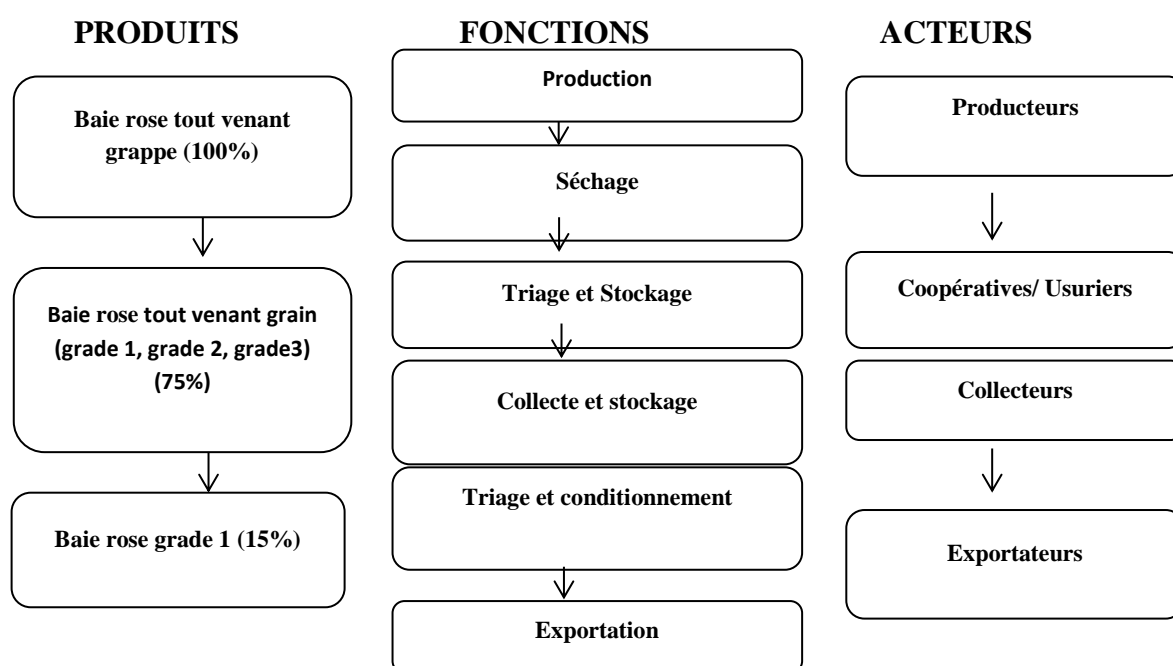 PRODUITS
Baie rose tout venant
grappe (100%)
Baie rose tout venant grain
(grade 1, grade 2, grade3)
(75%)
Baie rose grade 1 (15%)
FONCTIONS
Production
Séchage
Triage et Stockage
Collecte et stockage
Triage et conditionnement
Exportation
ACTEURS
Producteurs
Coopératives/ Usuriers
Collecteurs
Exportateurs